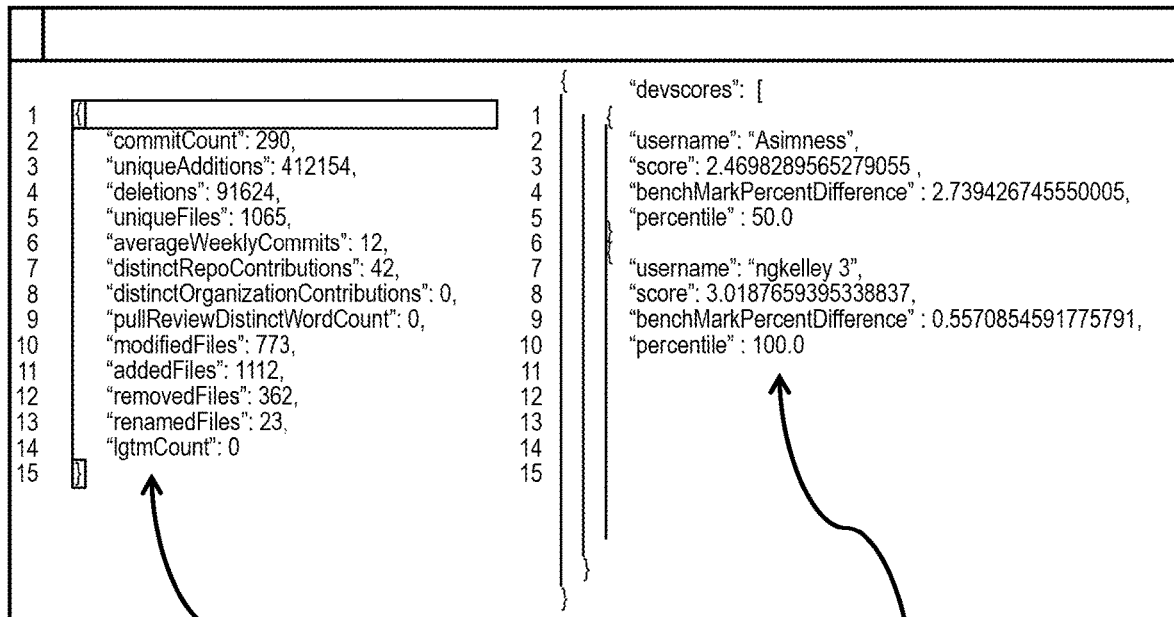 1 {
2 “commitCount”: 290,
3 “uniqueAdditions”: 412154,
4 “deletions”: 91624,
5 “uniqueFiles”: 1065,
6 “averageWeeklyCommits”: 12,
7 “distinctRepoContributions”: 42,
8 “distinctOrganizationContributions”: 0,
9 “pullReviewDistinctWordCount”: 0,
10 “modifiedFiles”: 773,
11 “addedFiles”: 1112,
12 “removedFiles”: 362,
13 “renamedFiles”: 23,
14 “lgtmCount”: 0
15 }
{ “devscores”: [
1 {
2 “username”: “Asimness”,
3 “score”: 2.4698289565279055 ,
4 “benchMarkPercentDifference” : 2.739426745550005,
5 “percentile” : 50.0
6 }{
7 “username”: “ngkelley 3”,
8 “score”: 3.0187659395338837,
9 “benchMarkPercentDifference” : 0.5570854591775791,
10 “percentile” : 100.0
11
12
13
14
15
}
}